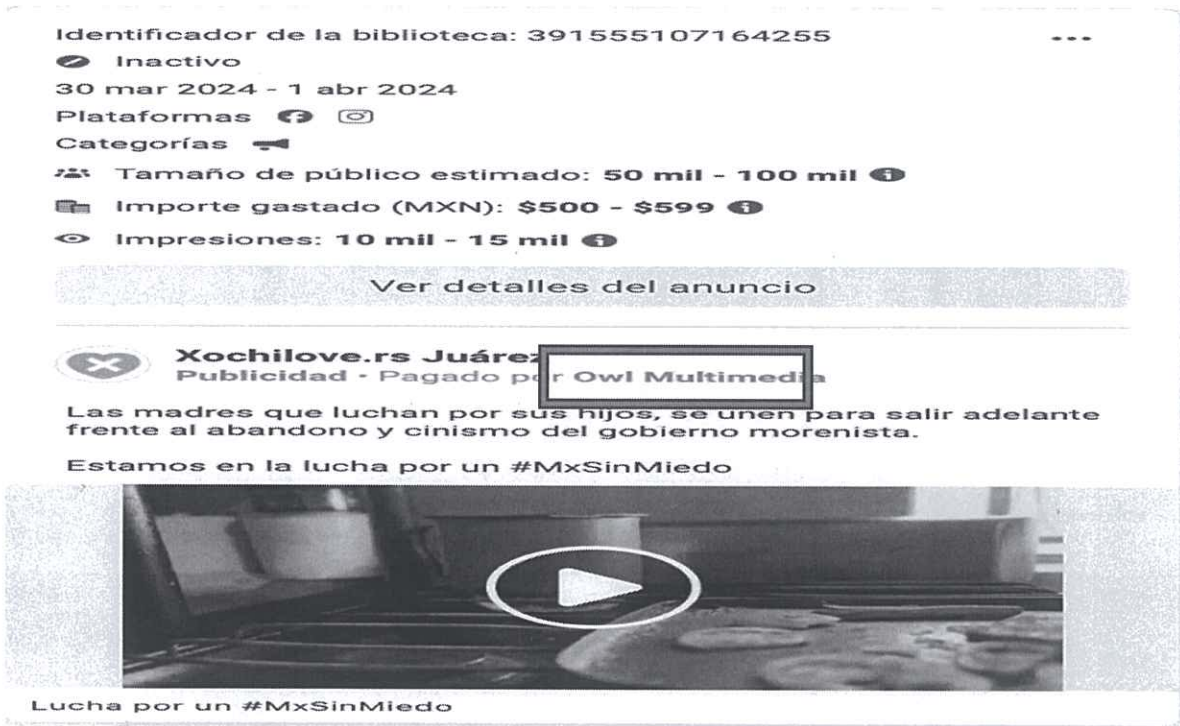 Identificador de la biblioteca: 391555107164255
Inactivo
30 mar 2024 - 1 abr 2024
Plataformas
Categorías
Tamaño de público estimado: 50 mil - 100 mil
Importe gastado (MXN): $500 - $599
Impresiones: 10 mil - 15 mil
Ver detalles del anuncio
Xochilove.rs Juárez
Publicidad • Pagado por Owl Multimedia
Las madres que luchan por sus hijos, se unen para salir adelante
frente al abandono y cinismo del gobierno morenista.
Estamos en la lucha por un #MxSinMiedo
Lucha por un #MxSinMiedo